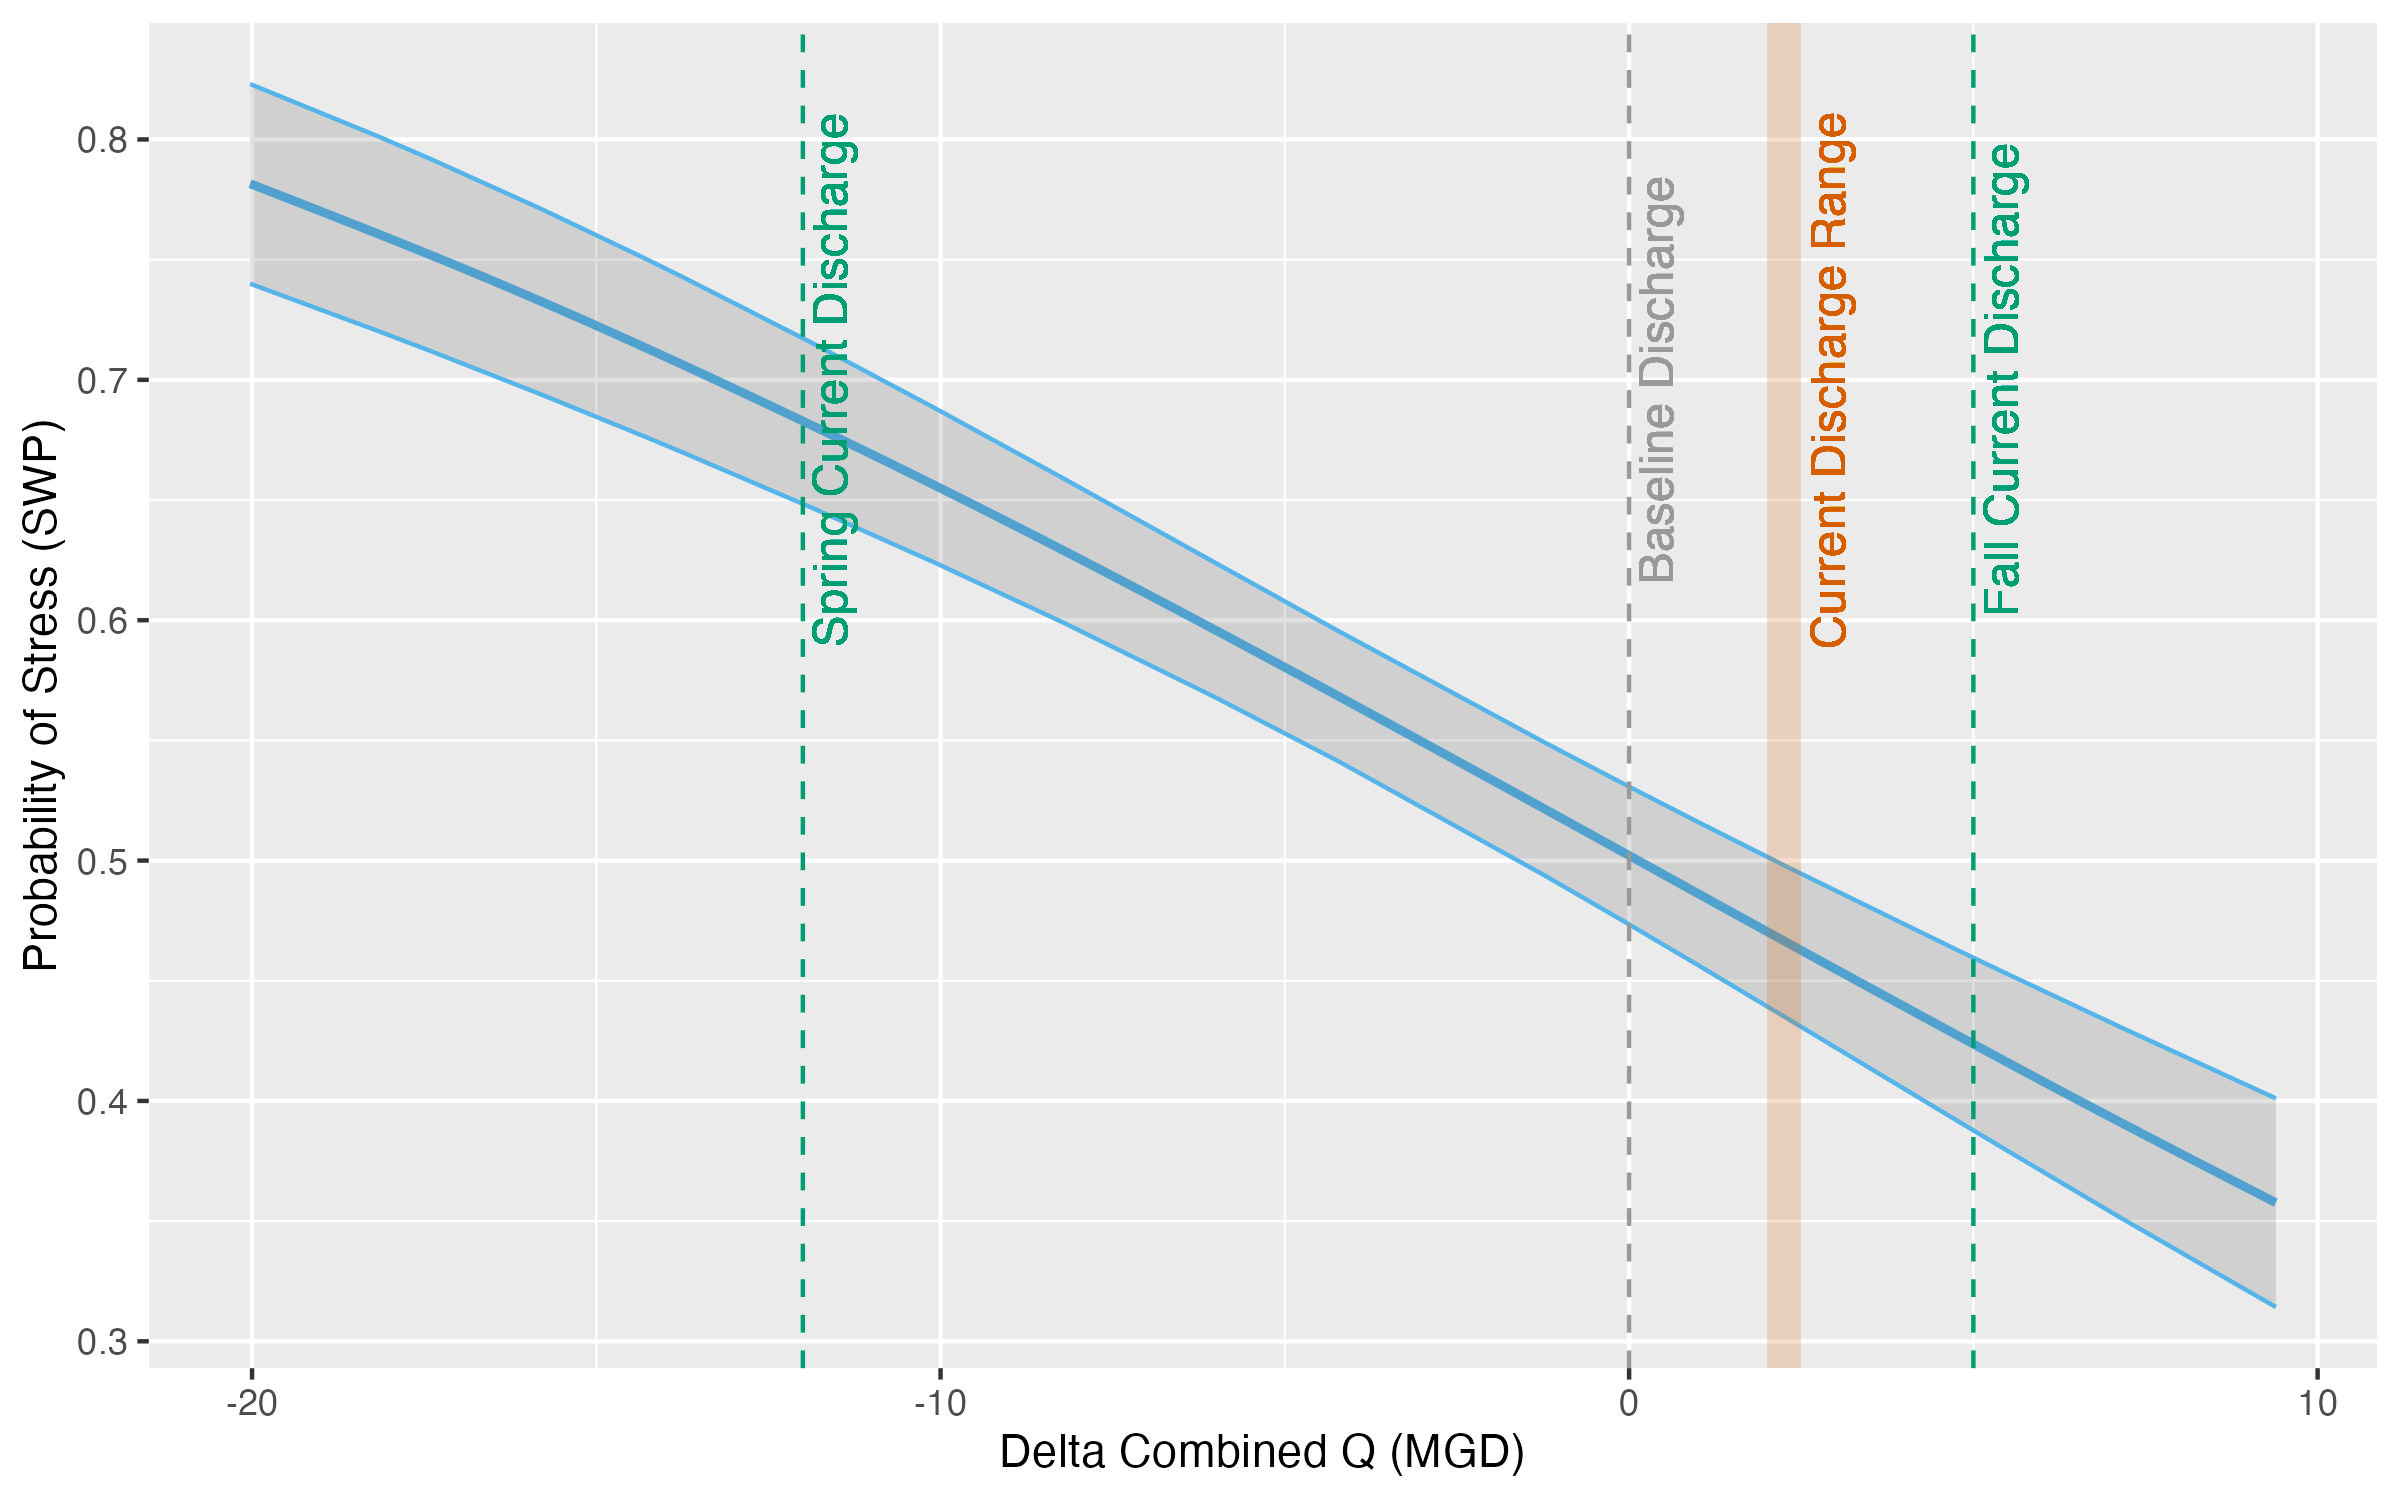 Probability of Stress (SWP)
0.8
0.7
0.6
0.5
0.4
0.3
Spring Current Discharge
Baseline Discharge
Current Discharge Range
Fall Current Discharge
-20
-10
0
10
Delta Combined Q (MGD)